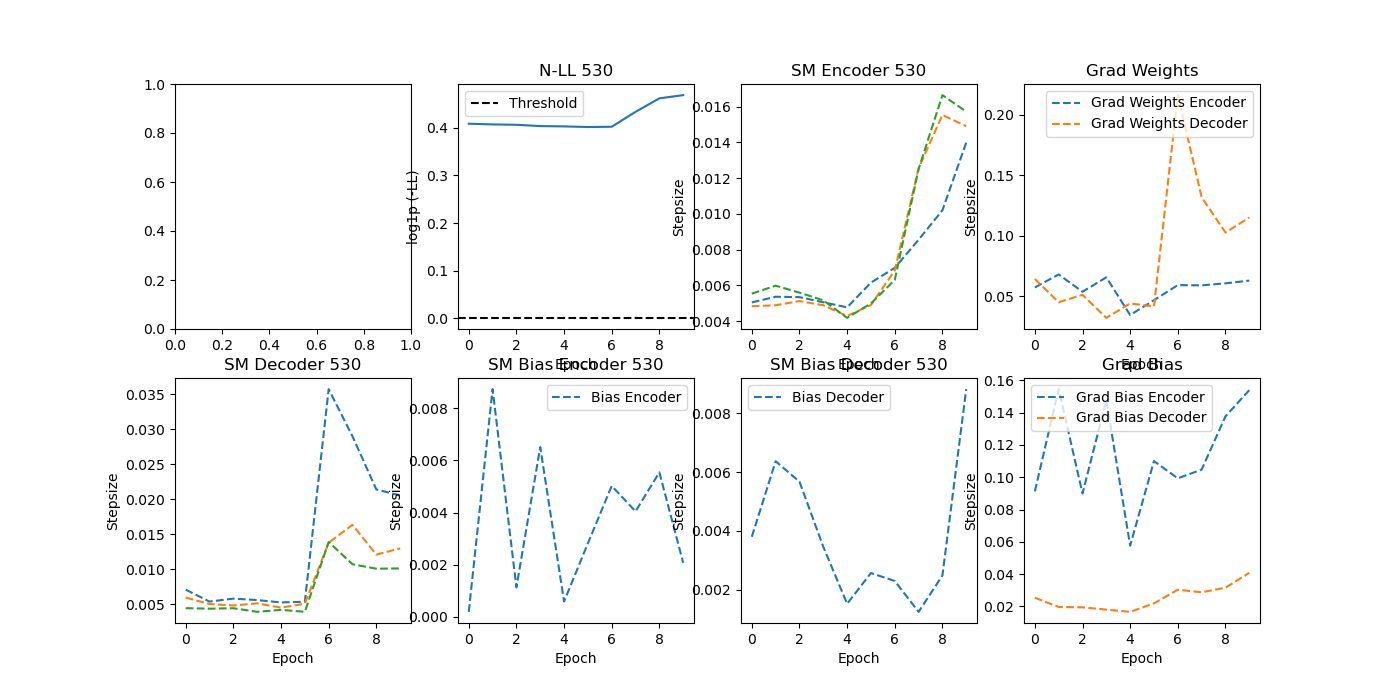 N-LL 530
SM Encoder 530
Grad Weights
1.0
0.8
0.6
0.4
0.2
0.0
0.0 0.2 0.4 0.6 0.8 1.0
log1p (-LL)
Threshold
0.4
0.3
0.2
0.1
0.0
0 2 4 6 8
Epoch
Stepsize
0.016
0.014
0.012
0.010
0.008
0.006
0.004
0 2 4 6 8
Epoch
Stepsize
Grad Weights Encoder
Grad Weights Decoder
0.20
0.15
0.10
0.05
0 2 4 6 8
Epoch
SM Decoder 530
SM Bias Encoder 530
SM Bias Decoder 530
Grad Bias
Stepsize
0.035
0.030
0.025
0.020
0.015
0.010
0.005
0 2 4 6 8
Epoch
Stepsize
Bias Encoder
0.008
0.006
0.004
0.002
0.000
0 2 4 6 8
Epoch
Stepsize
Bias Decoder
0.008
0.006
0.004
0.002
0 2 4 6 8
Epoch
Stepsize
Grad Bias Encoder
Grad Bias Decoder
0.16
0.14
0.12
0.10
0.08
0.06
0.04
0.02
0 2 4 6 8
Epoch